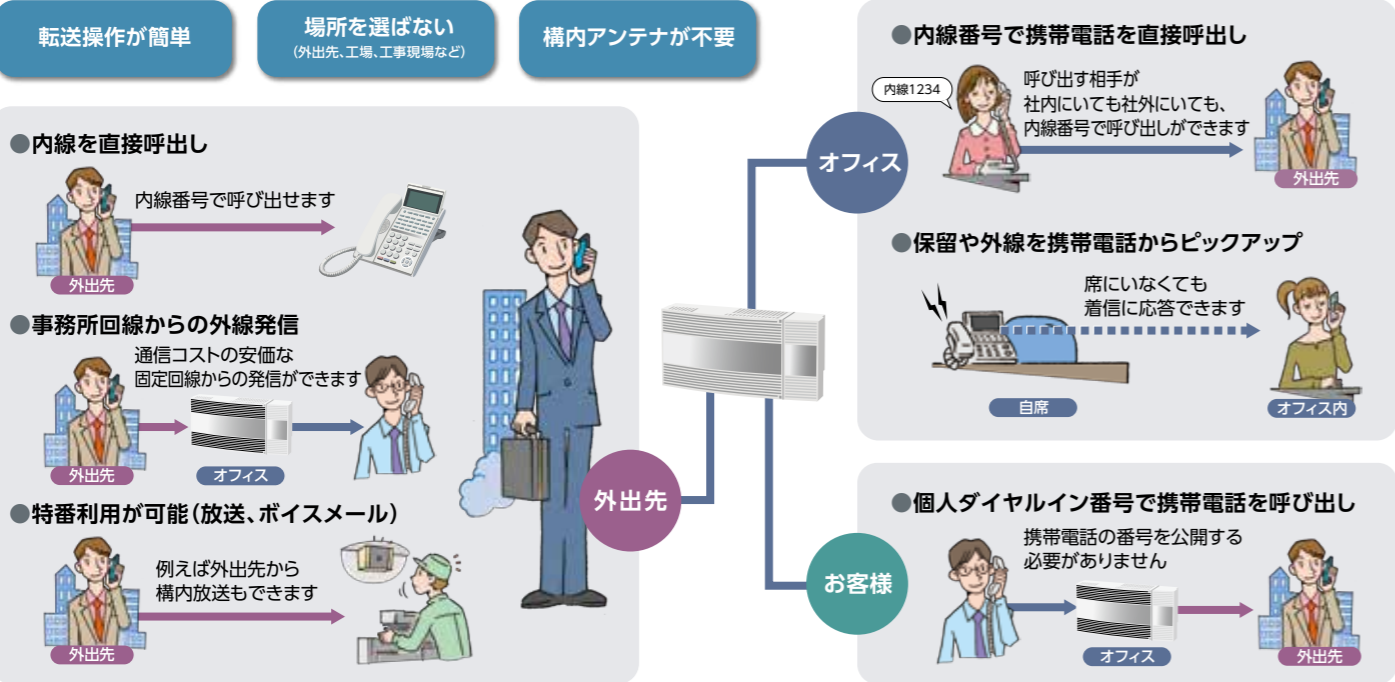 転送操作が簡単
場所を選ばない
(外出先、工場、工事現場など)
構内アンテナが不要
●内線を直接呼出し
内線番号で呼び出せます
外出先
●事務所回線からの外線発信
通信コストの安価な
固定回線からの発信ができます
外出先
オフィス
●特番利用が可能(放送、ボイスメール)
例えば外出先から
構内放送もできます
外出先
外出先
オフィス
お客様
●内線番号で携帯電話を直接呼出し
内線1234
呼び出す相手が
社内にいても社外にいても、
内線番号で呼び出しができます
外出先
●保留や外線を携帯電話からピックアップ
席にいなくても
着信に応答できます
自席
オフィス内
●個人ダイヤルイン番号で携帯電話を呼び出し
携帯電話の番号を公開する
必要がありません
オフィス
外出先